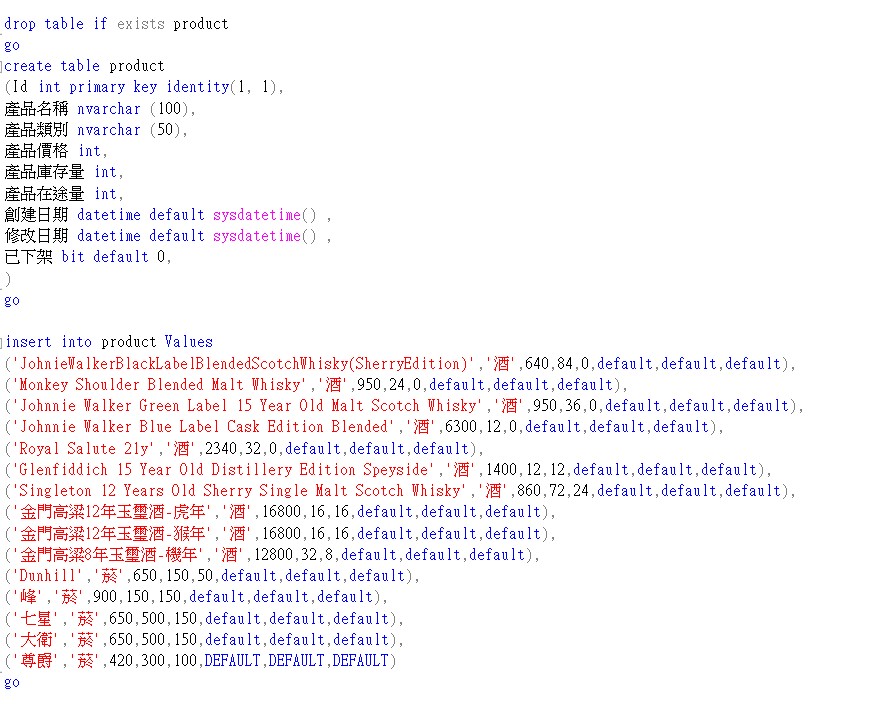 drop table if exists product
go
create table product
(Id int primary key identity(1, 1),
產品名稱 nvarchar (100),
產品類別 nvarchar (50),
產品價格 int,
產品庫存量 int,
產品在途量 int,
創建日期 datetime default sysdatetime() ,
修改日期 datetime default sysdatetime() ,
已下架 bit default 0,
)
go
insert into product Values
('JohnieWalkerBlackLabelBlendedScotchWhisky(SherryEdition)','酒',640,84,0,default,default,default),
('Monkey Shoulder Blended Malt Whisky','酒',950,24,0,default,default,default),
('Johnnie Walker Green Label 15 Year Old Malt Scotch Whisky','酒',950,36,0,default,default,default),
('Johnnie Walker Blue Label Cask Edition Blended','酒',6300,12,0,default,default,default),
('Royal Salute 21y','酒',2340,32,0,default,default,default),
('Glenfiddich 15 Year Old Distillery Edition Speyside','酒',1400,12,12,default,default,default),
('Singleton 12 Years Old Sherry Single Malt Scotch Whisky','酒',860,72,24,default,default,default),
('金門高粱12年玉璽酒-虎年','酒',16800,16,16,default,default,default),
('金門高粱12年玉璽酒-猴年','酒',16800,16,16,default,default,default),
('金門高粱8年玉璽酒-機年','酒',12800,32,8,default,default,default),
('Dunhill','菸',650,150,50,default,default,default),
('峰','菸',900,150,150,default,default,default),
('七星','菸',650,500,150,default,default,default),
('大衛','菸',650,500,150,default,default,default),
('尊爵','菸',420,300,100,DEFAULT,DEFAULT,DEFAULT)
go